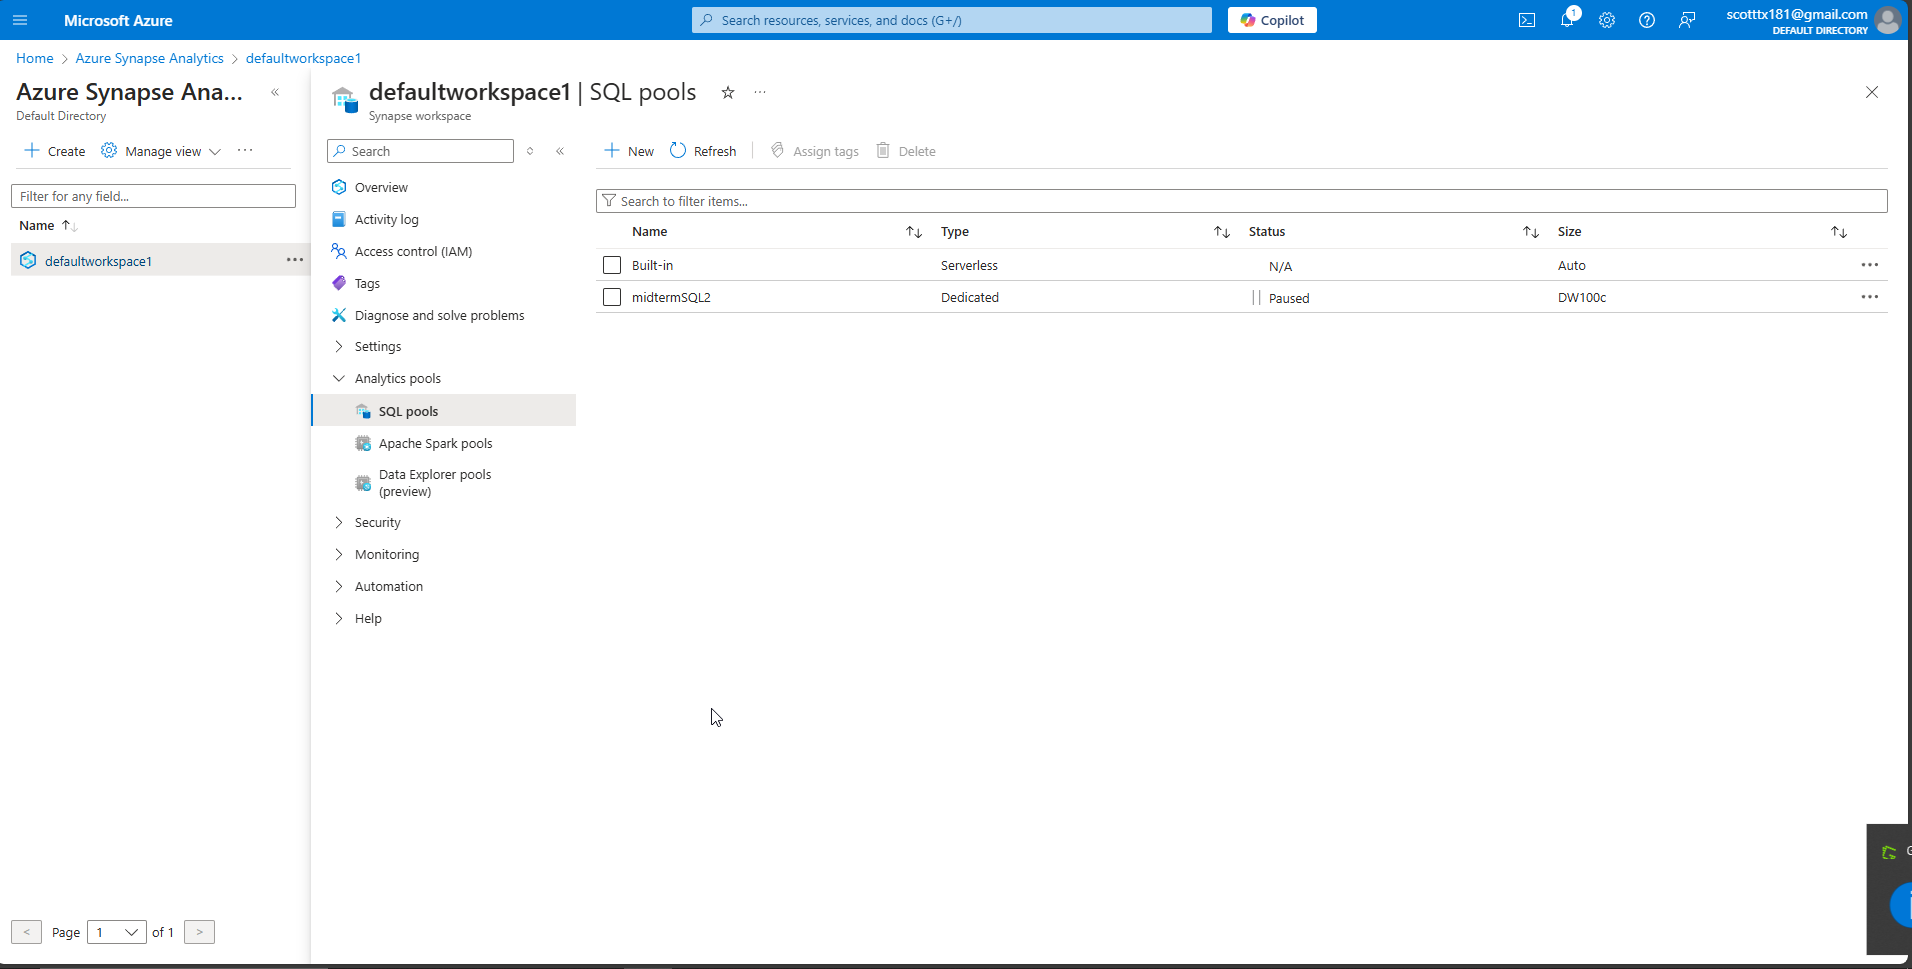 Microsoft Azure
Search resources, services, and docs (G+/)
Copilot
1
scotttx181@gmail.com
DEFAULT DIRECTORY
Home > Azure Synapse Analytics > defaultworkspace1
Azure Synapse Ana...
Default Directory
Create
Manage view
Filter for any field...
Name
defaultworkspace1
Page 1 of 1
defaultworkspace1 | SQL pools
Synapse workspace
Search
Overview
Activity log
Access control (IAM)
Tags
Diagnose and solve problems
Settings
Analytics pools
SQL pools
Apache Spark pools
Data Explorer pools
(preview)
Security
Monitoring
Automation
Help
New Refresh Assign tags Delete
Search to filter items...
Name Type Status Size
Built-in Serverless N/A Auto
midtermSQL2 Dedicated Paused DW100c